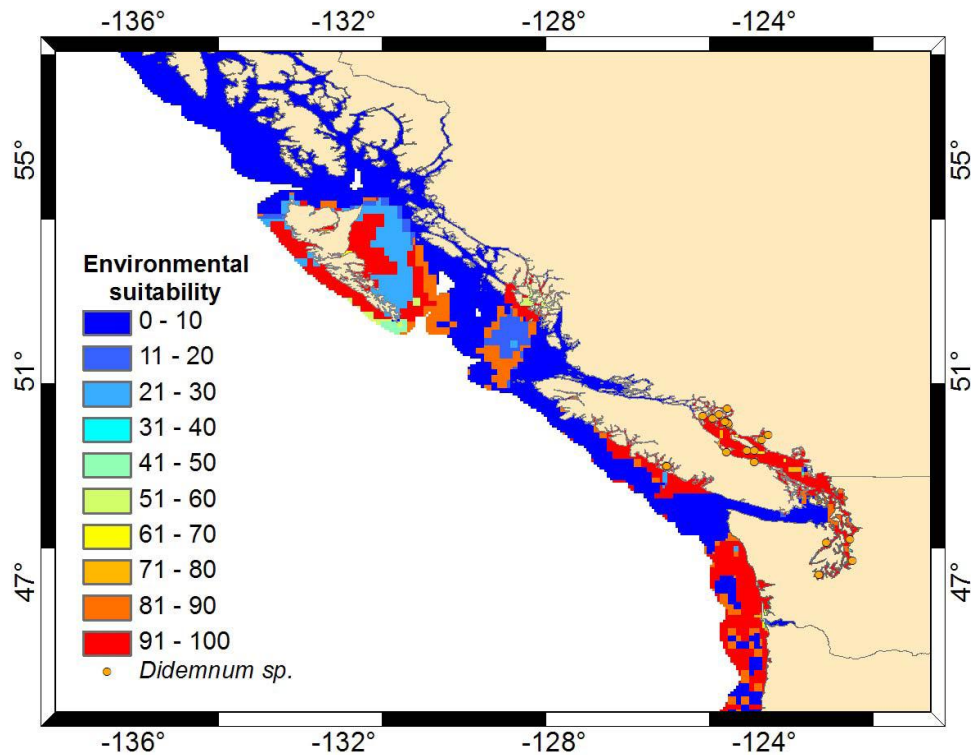 -136° -132° -128° -124°
55° 55°
Environmental
suitability
0 - 10
11 - 20
21 - 30
51° 51°
31 - 40
41 - 50
51 - 60
61 - 70
71 - 80
47° 47°
81 - 90
91 - 100
Didemnum sp.
-136° -132° -128° -124°